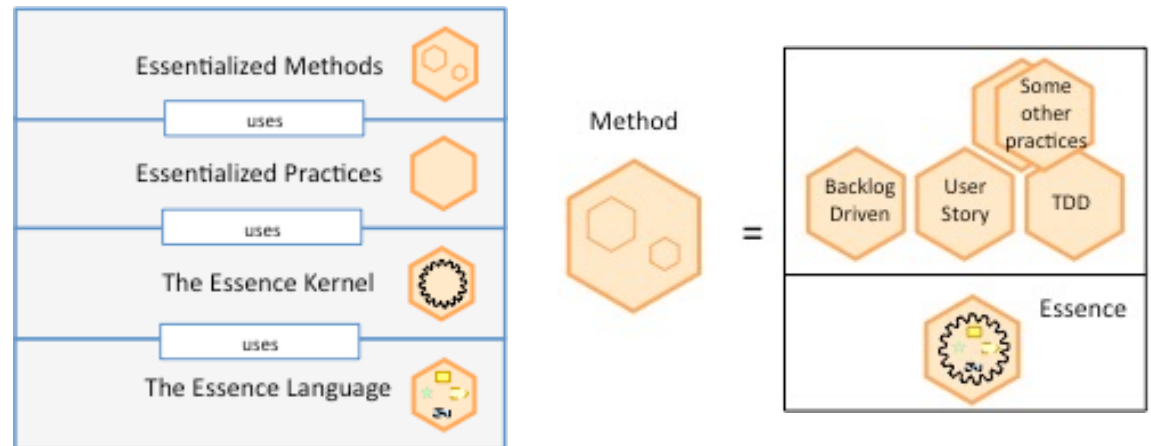 Essentialized Methods
uses
Essentialized Practices
uses
The Essence Kernel
uses
The Essence Language
Method
=
Some
other
practices
Backlog
Driven
User
Story
TDD
Essence